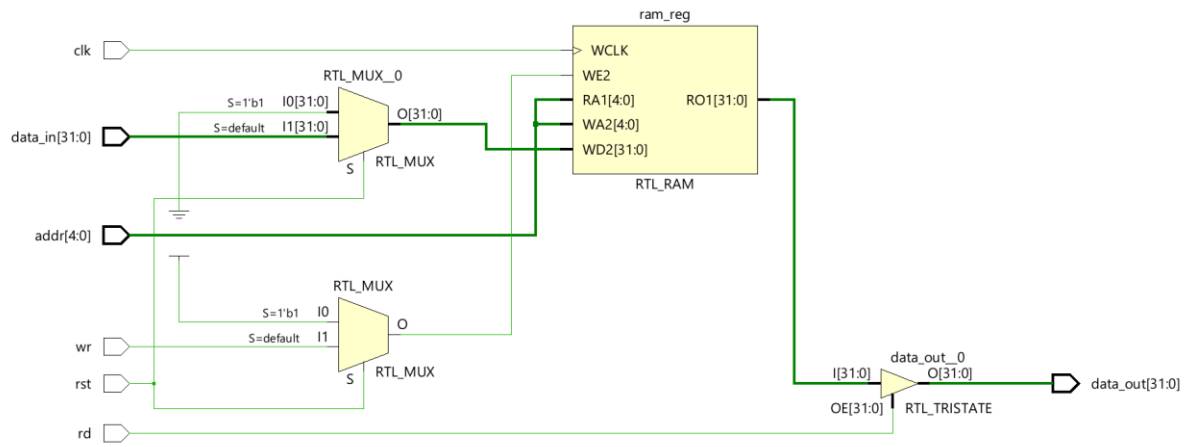 ram_reg
clk
WCLK
RTL_MUX__0
WE2
S=1'b1 I0[31:0]
RA1[4:0] RO1[31:0]
O[31:0]
data_in[31:0]
S=default I1[31:0]
WA2[4:0]
WD2[31:0]
S RTL_MUX
RTL_RAM
addr[4:0]
RTL_MUX
S=1'b1 I0
O
wr
S=default I1
rst
S RTL_MUX
data_out__0
I[31:0] O[31:0]
data_out[31:0]
OE[31:0] RTL_TRISTATE
rd